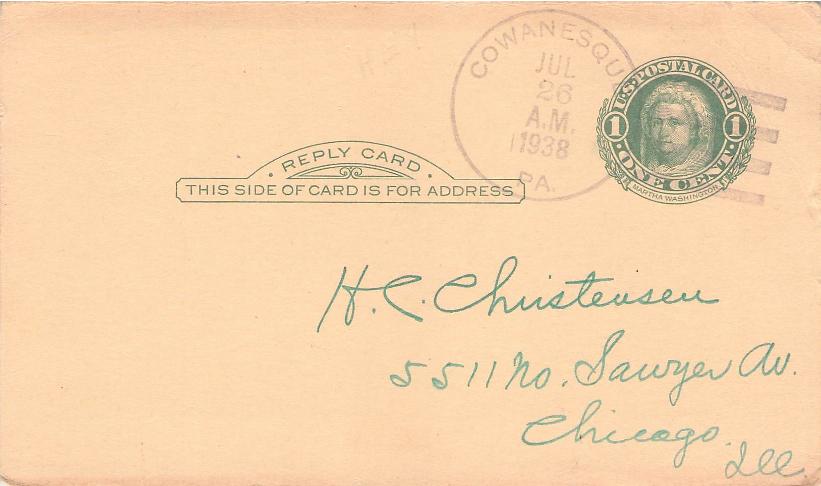 COWANESQU
JUL
26
A.M.
1938
PA.
U.S. POSTAL CARD
1 1
ONE CENT
MARTHA WASHINGTON
REPLY CARD
THIS SIDE OF CARD IS FOR ADDRESS
H. C. Christensen
5511 No. Sawyer Av.
Chicago.
Ill